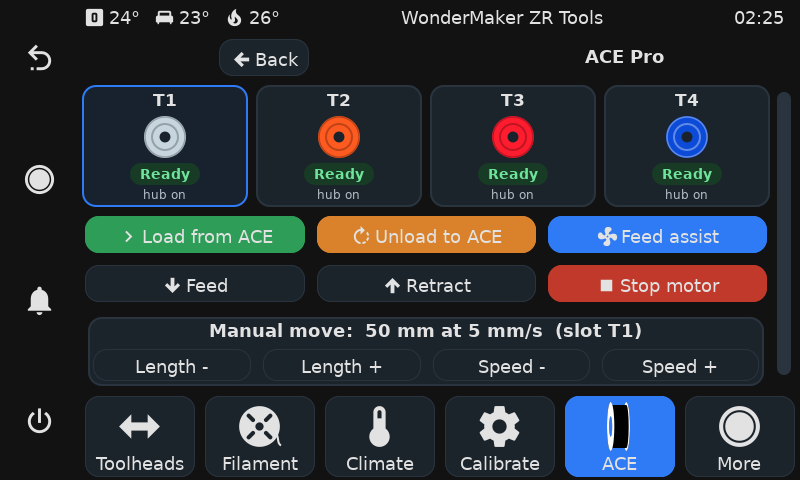 0 24° 23° 26° WonderMaker ZR Tools 02:25
Back ACE Pro
T1 T2 T3 T4
Ready Ready Ready Ready
hub on hub on hub on hub on
Load from ACE Unload to ACE Feed assist
Feed Retract Stop motor
Manual move: 50 mm at 5 mm/s (slot T1)
Length - Length + Speed - Speed +
Toolheads Filament Climate Calibrate ACE More